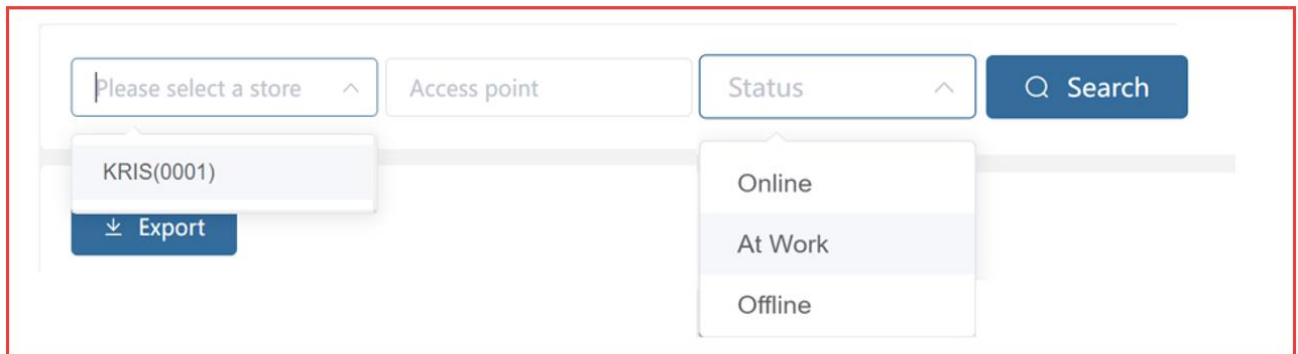 Please select a store
Access point
Status
Search
KRIS(0001)
Export
Online
At Work
Offline